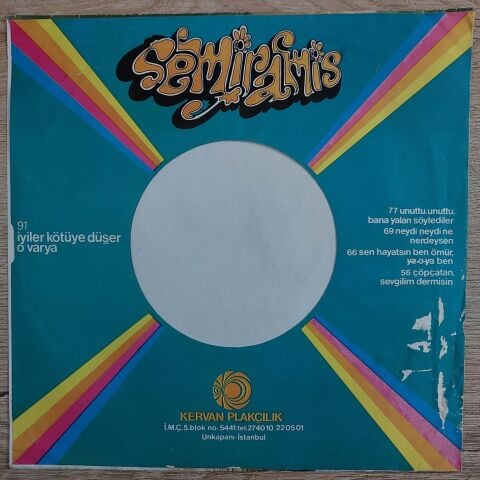 Semiramis
91
iyiler kötüye düşer
o varya
77 unuttu unuttu,
bana yalan söylediler
69 neydi neydi ne
nerdeysen
66 sen hayatsın ben ömür,
ya o ya ben
56 çöpçatan,
sevgilim dermisin
KERVAN PLAKÇILIK
İ.M.Ç.5.blok no: 5441 tel:274010 220501
Unkapanı-İstanbul